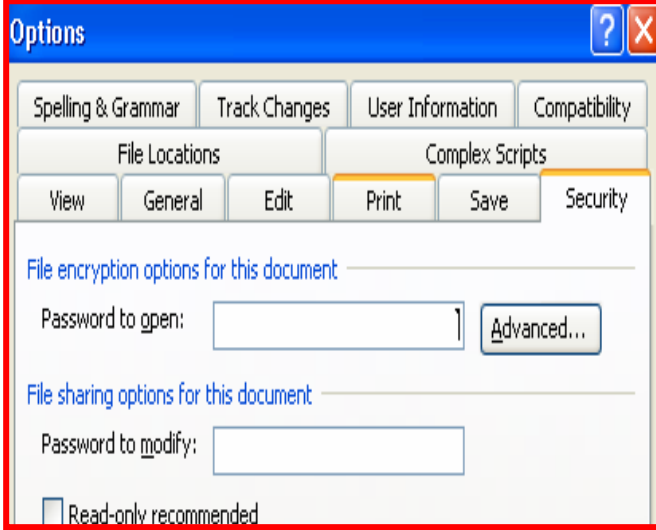 Options
Spelling & Grammar Track Changes User Information Compatibility
File Locations Complex Scripts
View General Edit Print Save Security
File encryption options for this document
Password to open: Advanced...
File sharing options for this document
Password to modify:
Read-only recommended